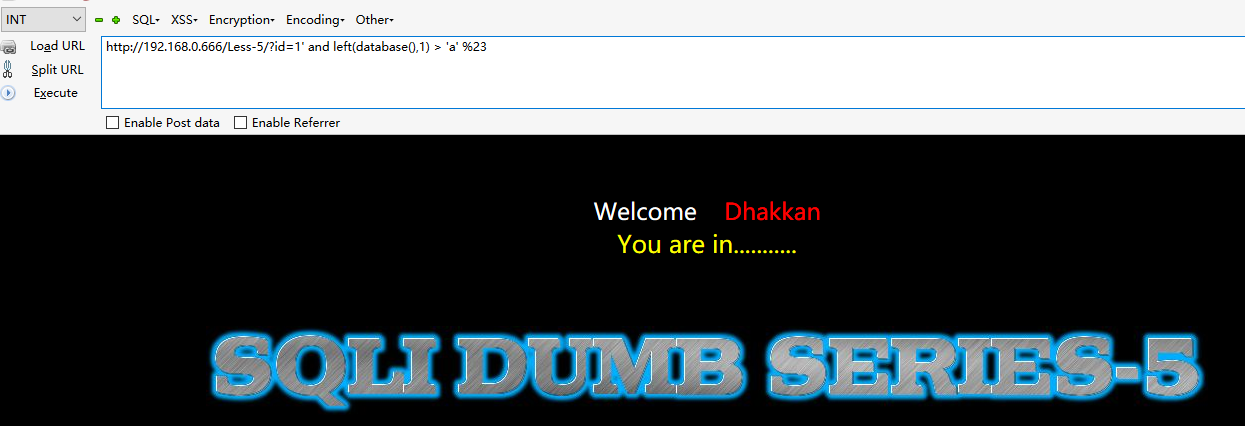 INT SQL XSS Encryption Encoding Other
Load URL
http://192.168.0.666/Less-5/?id=1' and left(database(),1) > 'a' %23
Split URL
Execute
Enable Post data Enable Referrer
Welcome Dhakkan
You are in...........
SQLI DUMB SERIES-5